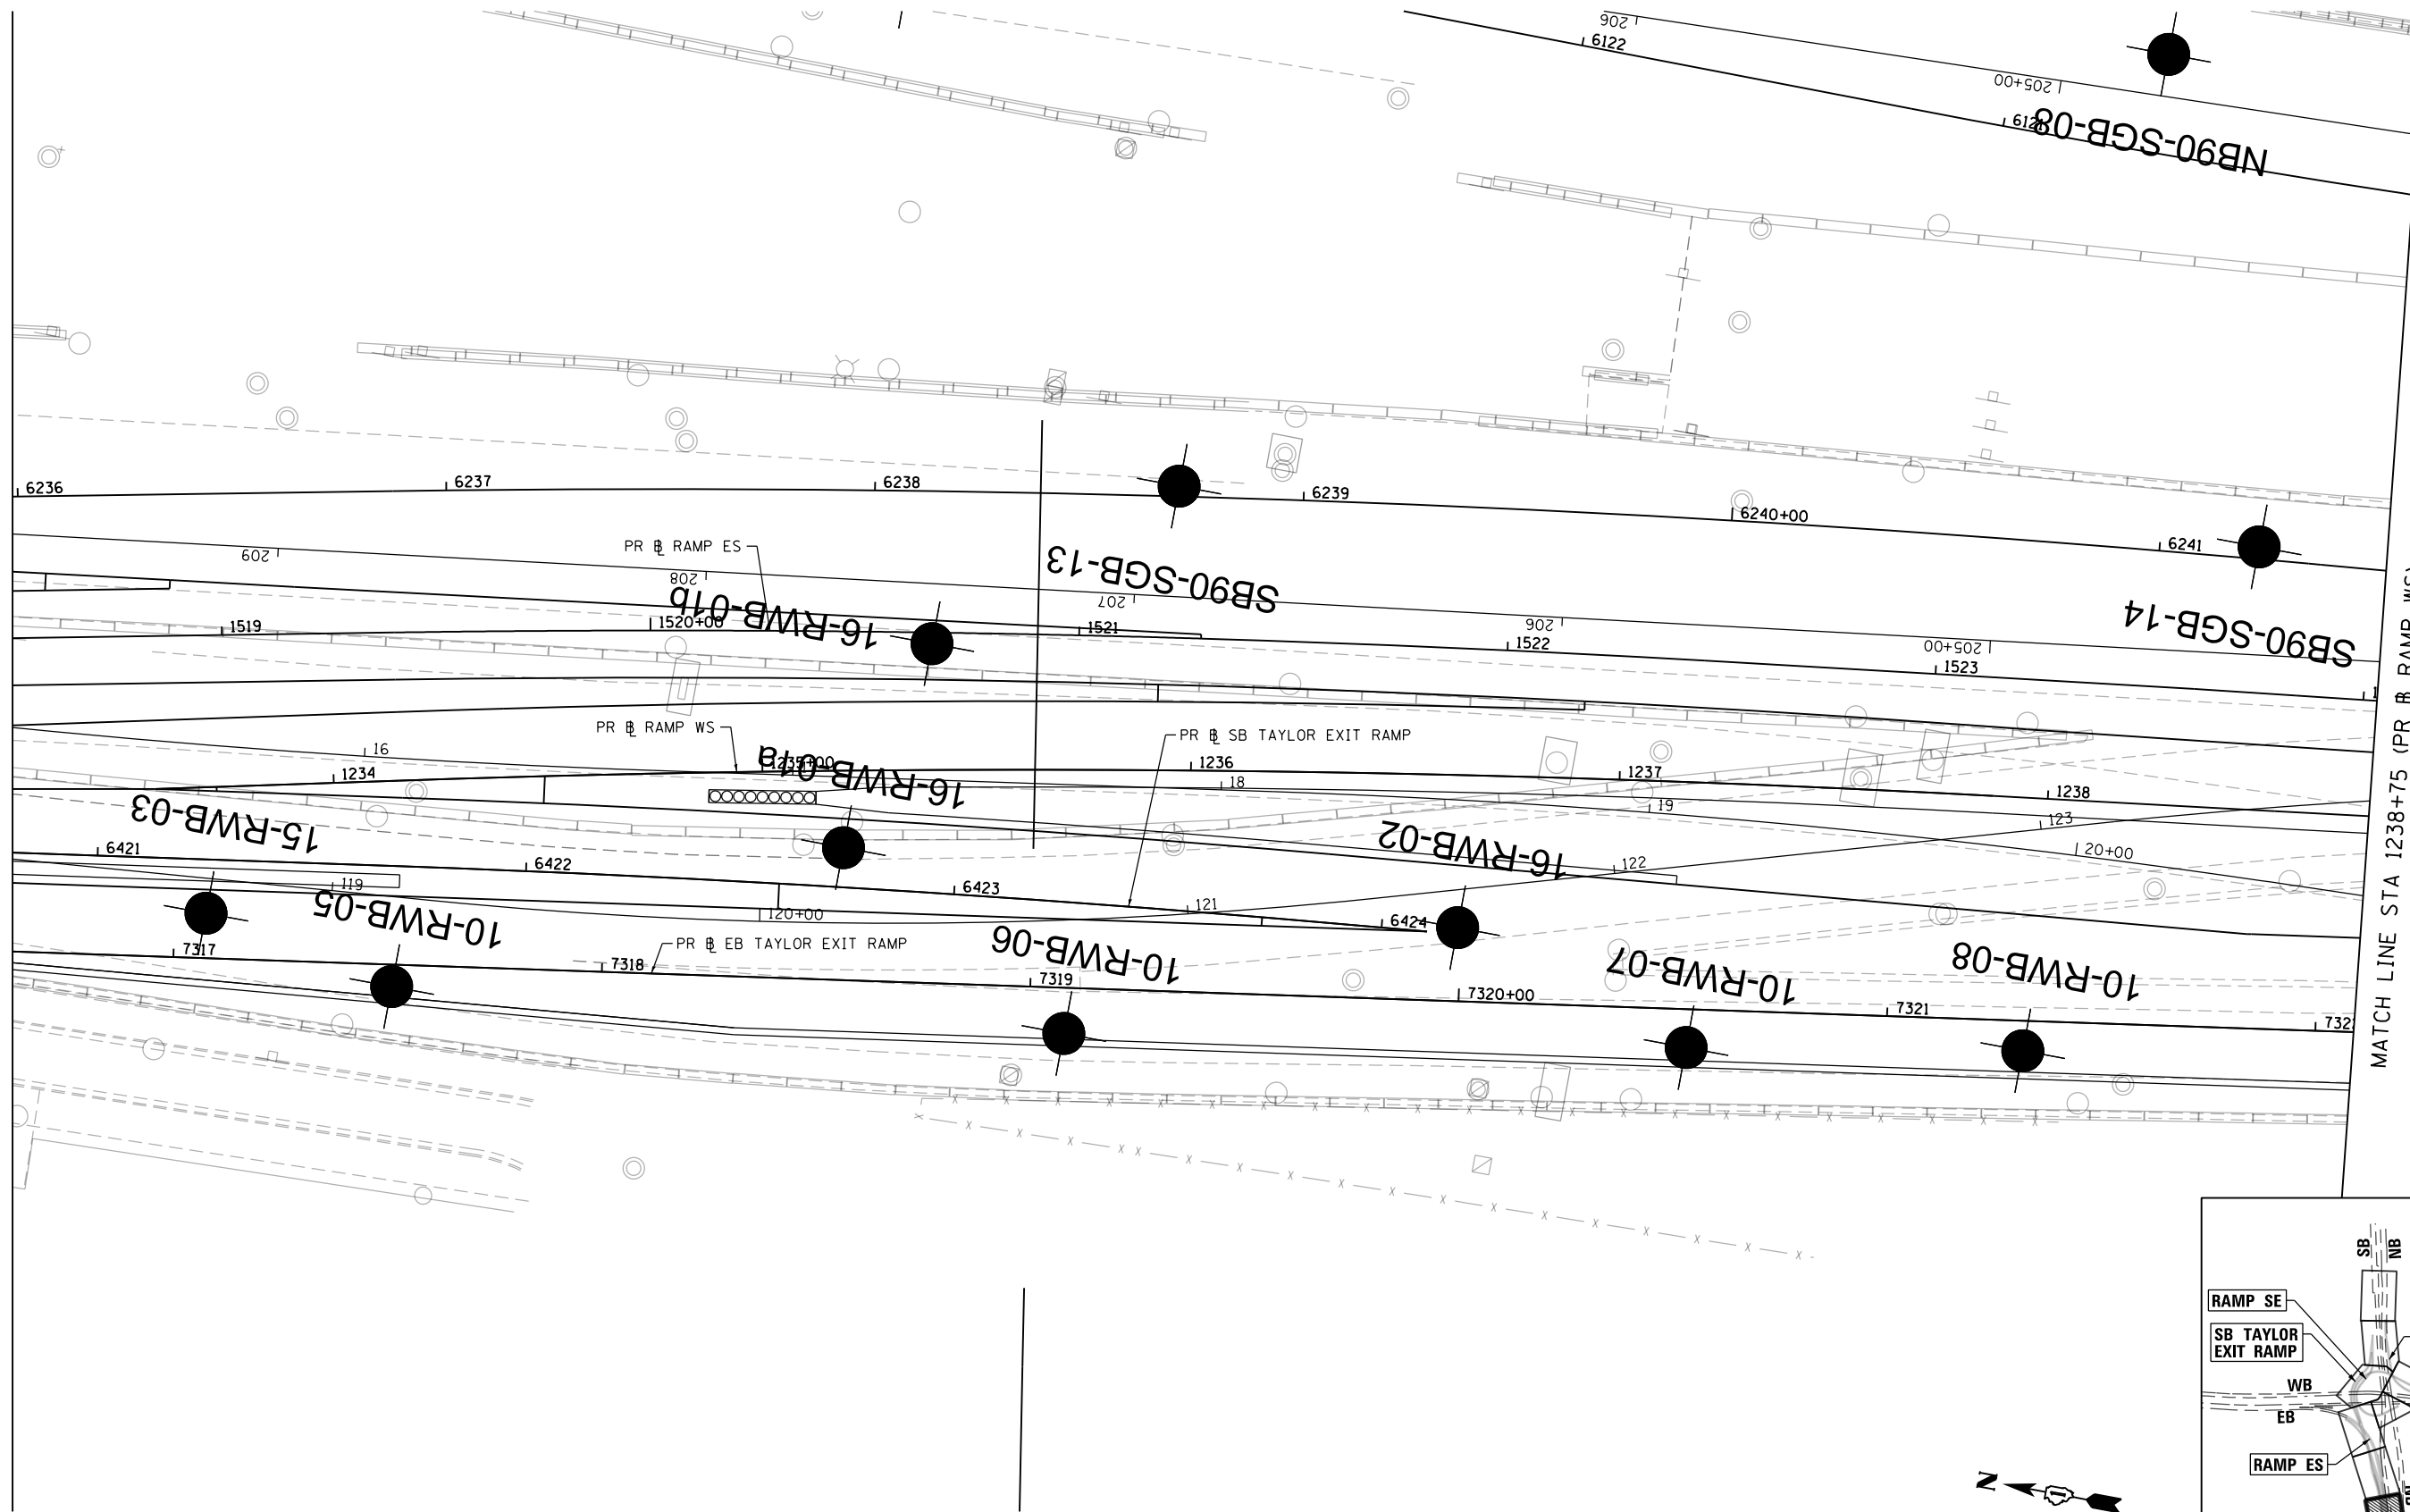 206
6122
205+00
6121
NB90-SGB-08
6236
6237
6238
6239
6240+00
6241
209
PR ⅊ RAMP ES
208
SB90-SGB-13
207
16-RWB-01b
206
SB90-SGB-14
205+00
1519
1520+00
1521
1522
1523
PR ⅊ RAMP WS
PR ⅊ SB TAYLOR EXIT RAMP
16
1234
1235+00
16-RWB-01a
1236
18
1237
19
1238
123
20+00
15-RWB-03
16-RWB-02
122
6421
6422
6423
6424
119
120+00
121
10-RWB-05
10-RWB-06
10-RWB-07
10-RWB-08
PR ⅊ EB TAYLOR EXIT RAMP
7317
7318
7319
7320+00
7321
MATCH LINE STA 1238+75 (PR ⅊ RAMP WS)
SB
NB
RAMP SE
SB TAYLOR
EXIT RAMP
WB
EB
RAMP ES
N